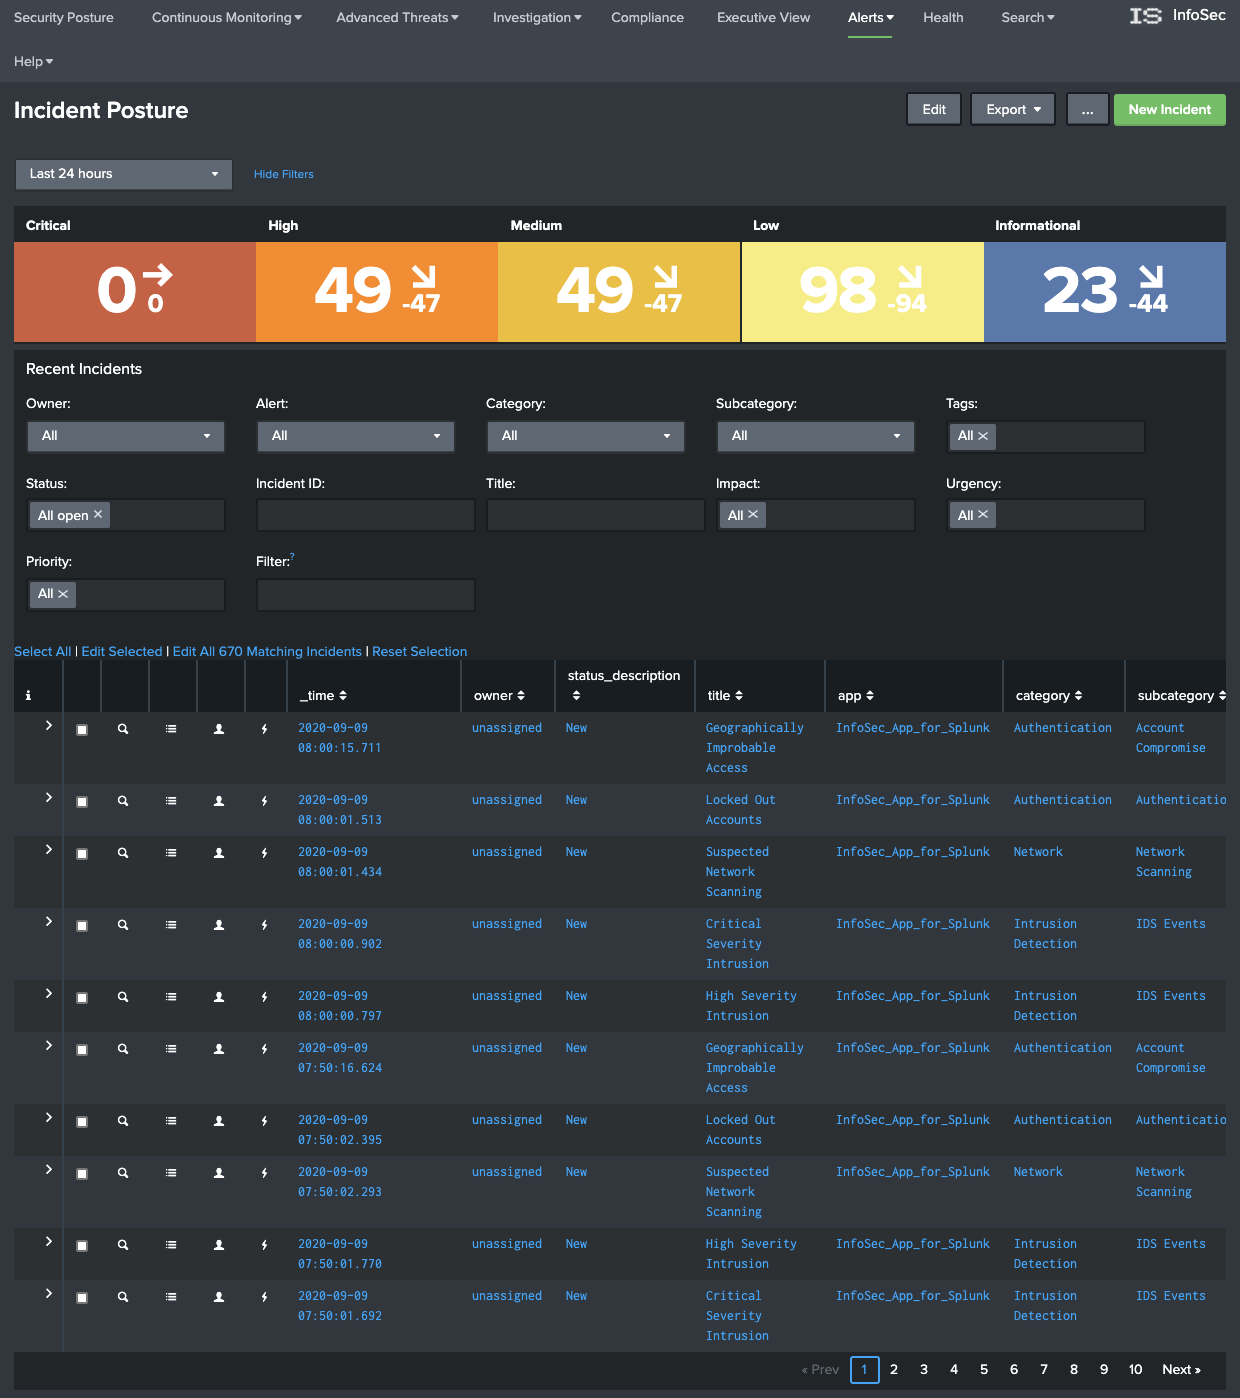 Security Posture Continuous Monitoring Advanced Threats Investigation Compliance Executive View Alerts Health Search IS InfoSec
Help
Incident Posture Edit Export ... New Incident
Last 24 hours Hide Filters
Critical High Medium Low Informational
0 0 49 -47 49 -47 98 -94 23 -44
Recent Incidents
Owner: Alert: Category: Subcategory: Tags:
All All All All All ×
Status: Incident ID: Title: Impact: Urgency:
All open × All × All ×
Priority: Filter:?
All ×
Select All | Edit Selected | Edit All 670 Matching Incidents | Reset Selection
i _time owner status_description title app category subcategory
2020-09-09 unassigned New Geographically InfoSec_App_for_Splunk Authentication Account
08:00:15.711 Improbable Compromise
Access
2020-09-09 unassigned New Locked Out InfoSec_App_for_Splunk Authentication Authenticatio
08:00:01.513 Accounts
2020-09-09 unassigned New Suspected InfoSec_App_for_Splunk Network Network
08:00:01.434 Network Scanning
Scanning
2020-09-09 unassigned New Critical InfoSec_App_for_Splunk Intrusion IDS Events
08:00:00.902 Severity Detection
Intrusion
2020-09-09 unassigned New High Severity InfoSec_App_for_Splunk Intrusion IDS Events
08:00:00.797 Intrusion Detection
2020-09-09 unassigned New Geographically InfoSec_App_for_Splunk Authentication Account
07:50:16.624 Improbable Compromise
Access
2020-09-09 unassigned New Locked Out InfoSec_App_for_Splunk Authentication Authenticatio
07:50:02.395 Accounts
2020-09-09 unassigned New Suspected InfoSec_App_for_Splunk Network Network
07:50:02.293 Network Scanning
Scanning
2020-09-09 unassigned New High Severity InfoSec_App_for_Splunk Intrusion IDS Events
07:50:01.770 Intrusion Detection
2020-09-09 unassigned New Critical InfoSec_App_for_Splunk Intrusion IDS Events
07:50:01.692 Severity Detection
Intrusion
« Prev 1 2 3 4 5 6 7 8 9 10 Next »